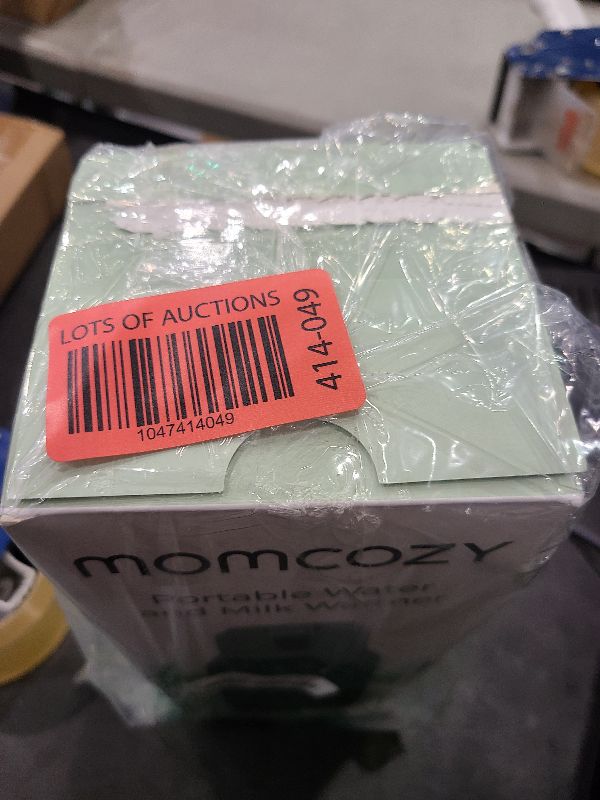 LOTS OF AUCTIONS
414-049
1047414049
momcozy
Portable Water
and Milk Warmer